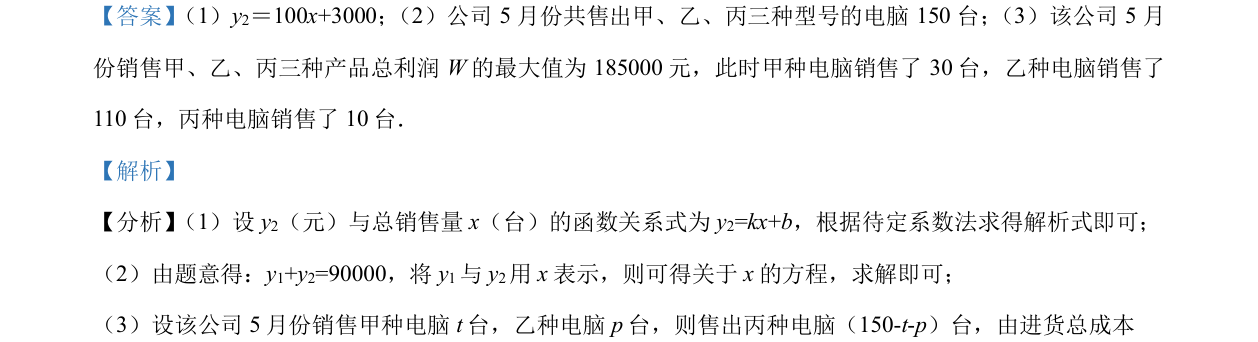 【答案】（1）y₂＝100x+3000；（2）公司 5 月份共售出甲、乙、丙三种型号的电脑 150 台；（3）该公司 5 月
份销售甲、乙、丙三种产品总利润 W 的最大值为 185000 元，此时甲种电脑销售了 30 台，乙种电脑销售了
110 台，丙种电脑销售了 10 台．
【解析】
【分析】（1）设 y₂（元）与总销售量 x（台）的函数关系式为 y₂=kx+b，根据待定系数法求得解析式即可；
（2）由题意得：y₁+y₂=90000，将 y₁与 y₂用 x 表示，则可得关于 x 的方程，求解即可；
（3）设该公司 5 月份销售甲种电脑 t 台，乙种电脑 p 台，则售出丙种电脑（150-t-p）台，由进货总成本